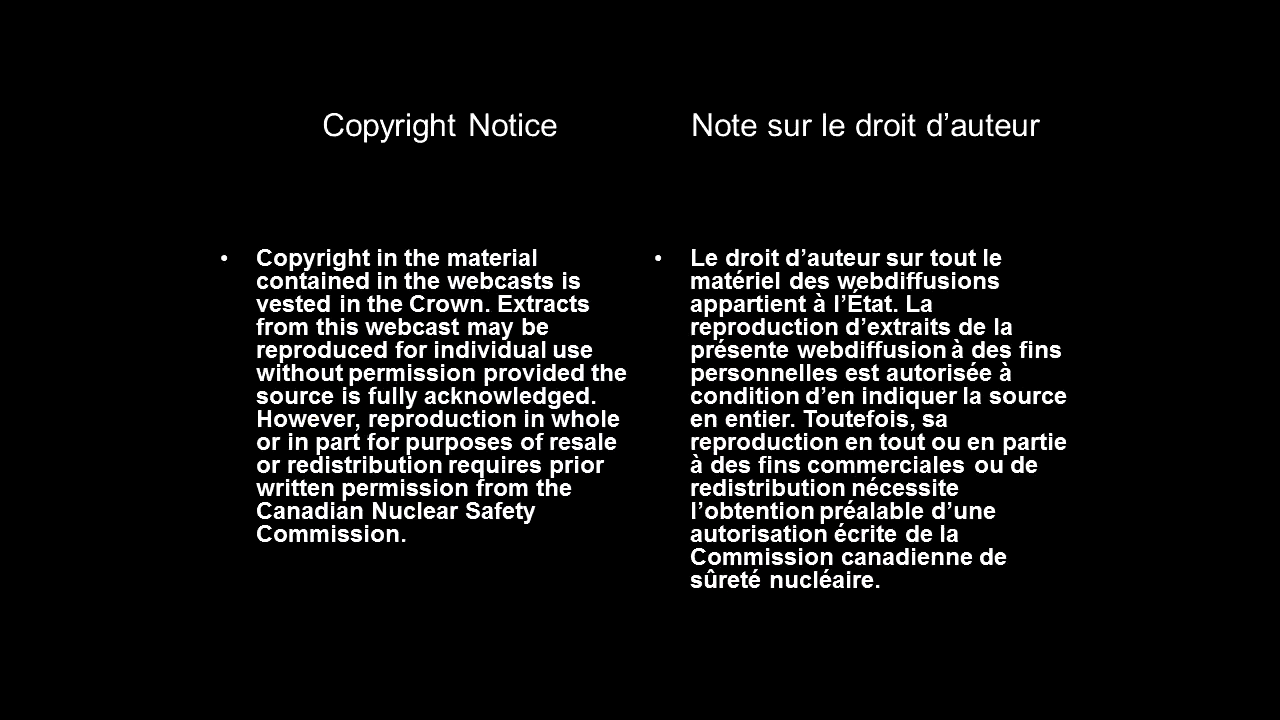 Copyright Notice
Note sur le droit d’auteur
• Copyright in the material
contained in the webcasts is
vested in the Crown. Extracts
from this webcast may be
reproduced for individual use
without permission provided the
source is fully acknowledged.
However, reproduction in whole
or in part for purposes of resale
or redistribution requires prior
written permission from the
Canadian Nuclear Safety
Commission.
• Le droit d’auteur sur tout le
matériel des webdiffusions
appartient à l’État. La
reproduction d’extraits de la
présente webdiffusion à des fins
personnelles est autorisée à
condition d’en indiquer la source
en entier. Toutefois, sa
reproduction en tout ou en partie
à des fins commerciales ou de
redistribution nécessite
l’obtention préalable d’une
autorisation écrite de la
Commission canadienne de
sûreté nucléaire.